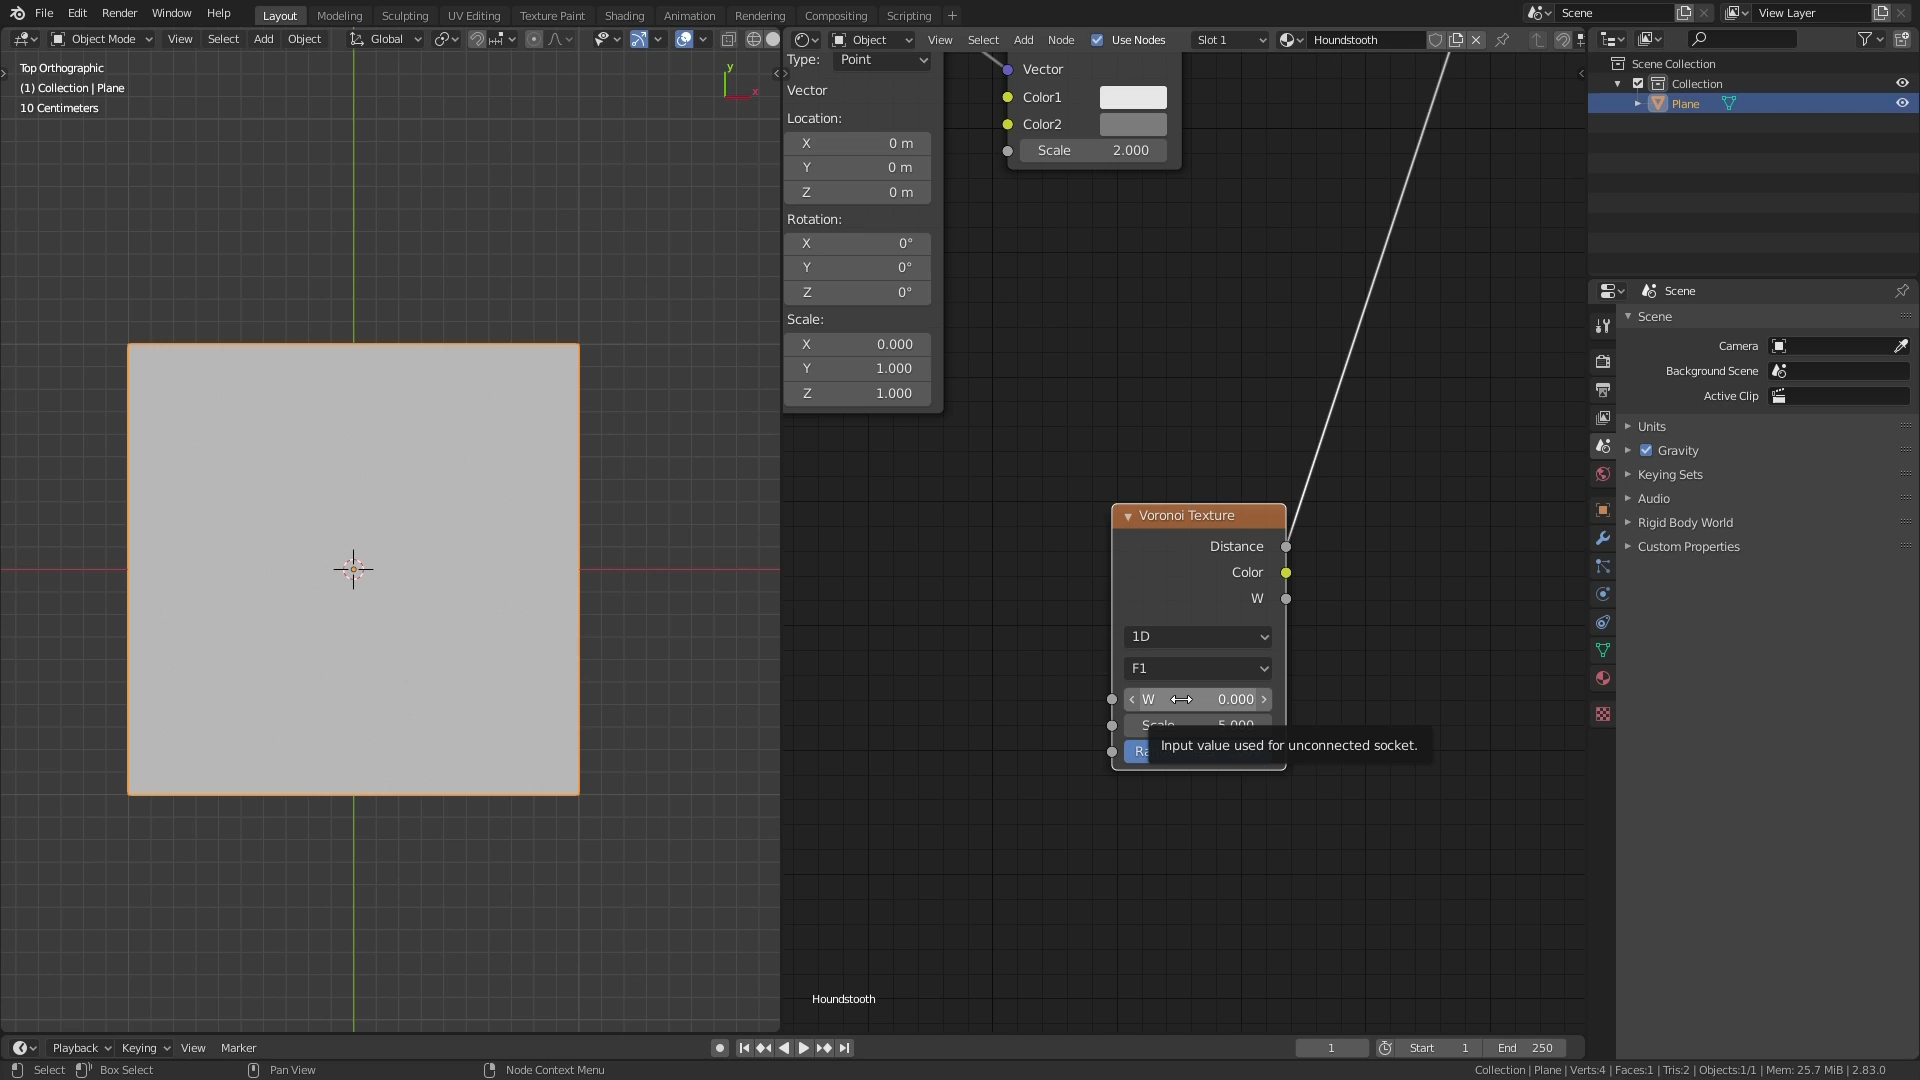 File Edit Render Window Help Layout Modeling Sculpting UV Editing Texture Paint Shading Animation Rendering Compositing Scripting + Scene View Layer
Object Mode View Select Add Object Global Object View Select Add Node Use Nodes Slot 1 Houndstooth
Top Orthographic
(1) Collection | Plane
10 Centimeters
y
x
Type: Point
Vector
Location:
X 0 m
Y 0 m
Z 0 m
Rotation:
X 0°
Y 0°
Z 0°
Scale:
X 0.000
Y 1.000
Z 1.000
Vector
Color1
Color2
Scale 2.000
Voronoi Texture
Distance
Color
W
1D
F1
W 0.000
Scale 5.000
Input value used for unconnected socket.
Houndstooth
Scene Collection
Collection
Plane
Scene
Scene
Camera
Background Scene
Active Clip
Units
Gravity
Keying Sets
Audio
Rigid Body World
Custom Properties
Playback Keying View Marker 1 Start 1 End 250
Select Box Select Pan View Node Context Menu Collection | Plane | Verts:4 | Faces:1 | Tris:2 | Objects:1/1 | Mem: 25.7 MiB | 2.83.0